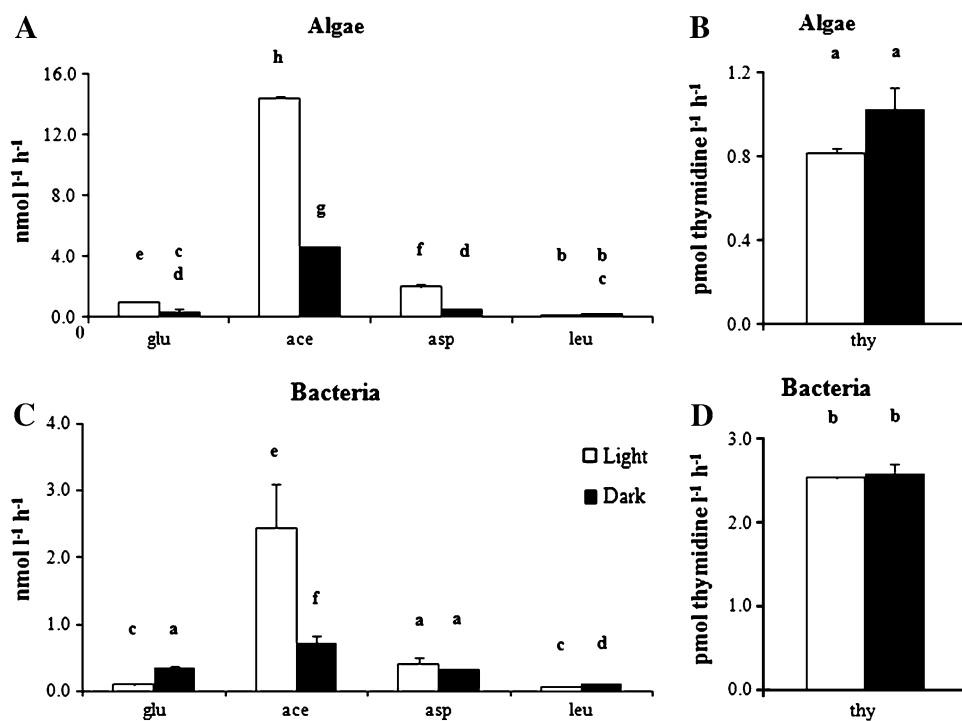 A
Algae
h
16.0
12.0
8.0
4.0
0.0
0
nmol l-1 h-1
e
c
d
g
f
d
b
b
c
glu
ace
asp
leu
B
Algae
a
a
1.2
0.8
0.4
0.0
pmol thymidine l-1 h-1
thy
C
Bacteria
4.0
3.0
2.0
1.0
0.0
nmol l-1 h-1
e
Light
Dark
f
c
a
a
a
c
d
glu
ace
asp
leu
D
Bacteria
b
b
3.0
2.0
1.0
0.0
pmol thymidine l-1 h-1
thy